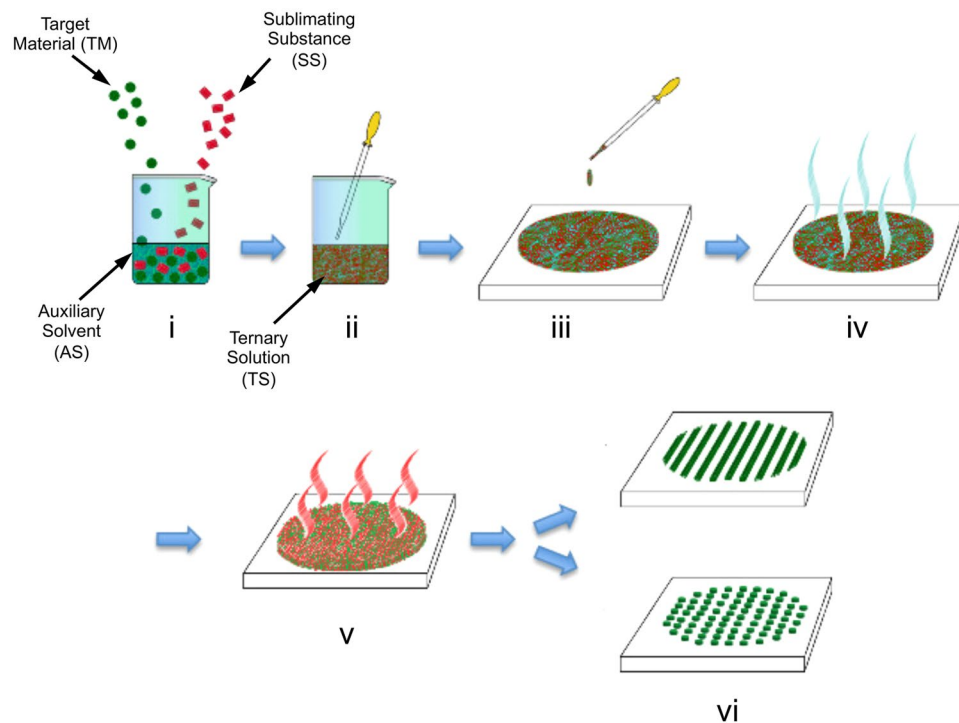 Target
Material (TM)
Sublimating
Substance
(SS)
Auxiliary
Solvent
(AS)
i
ii
Ternary
Solution
(TS)
iii
iv
v
vi